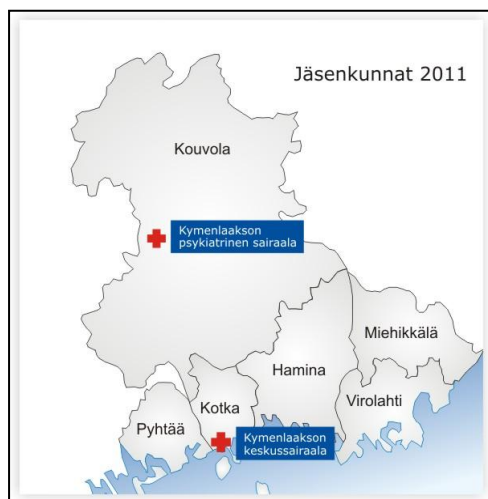 Jäsenkunnat 2011
Kouvola
Kymenlaakson
psykiatrinen sairaala
Miehikkälä
Hamina
Virolahti
Kotka
Pyhtää
Kymenlaakson
keskussairaala